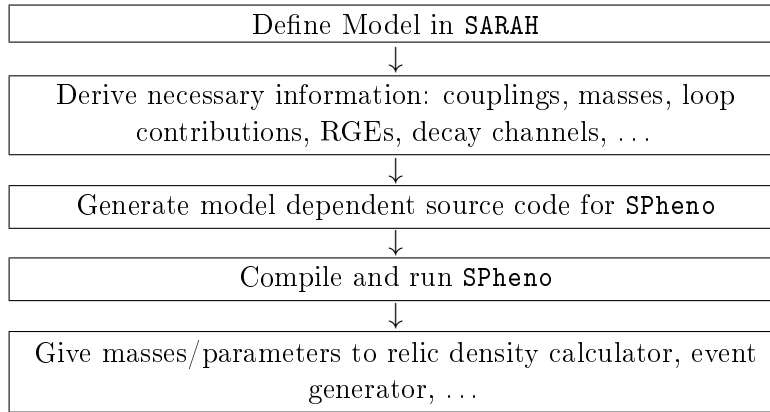 Define Model in SARAH
↓
Derive necessary information: couplings, masses, loop
contributions, RGEs, decay channels, ...
↓
Generate model dependent source code for SPheno
↓
Compile and run SPheno
↓
Give masses/parameters to relic density calculator, event
generator, ...